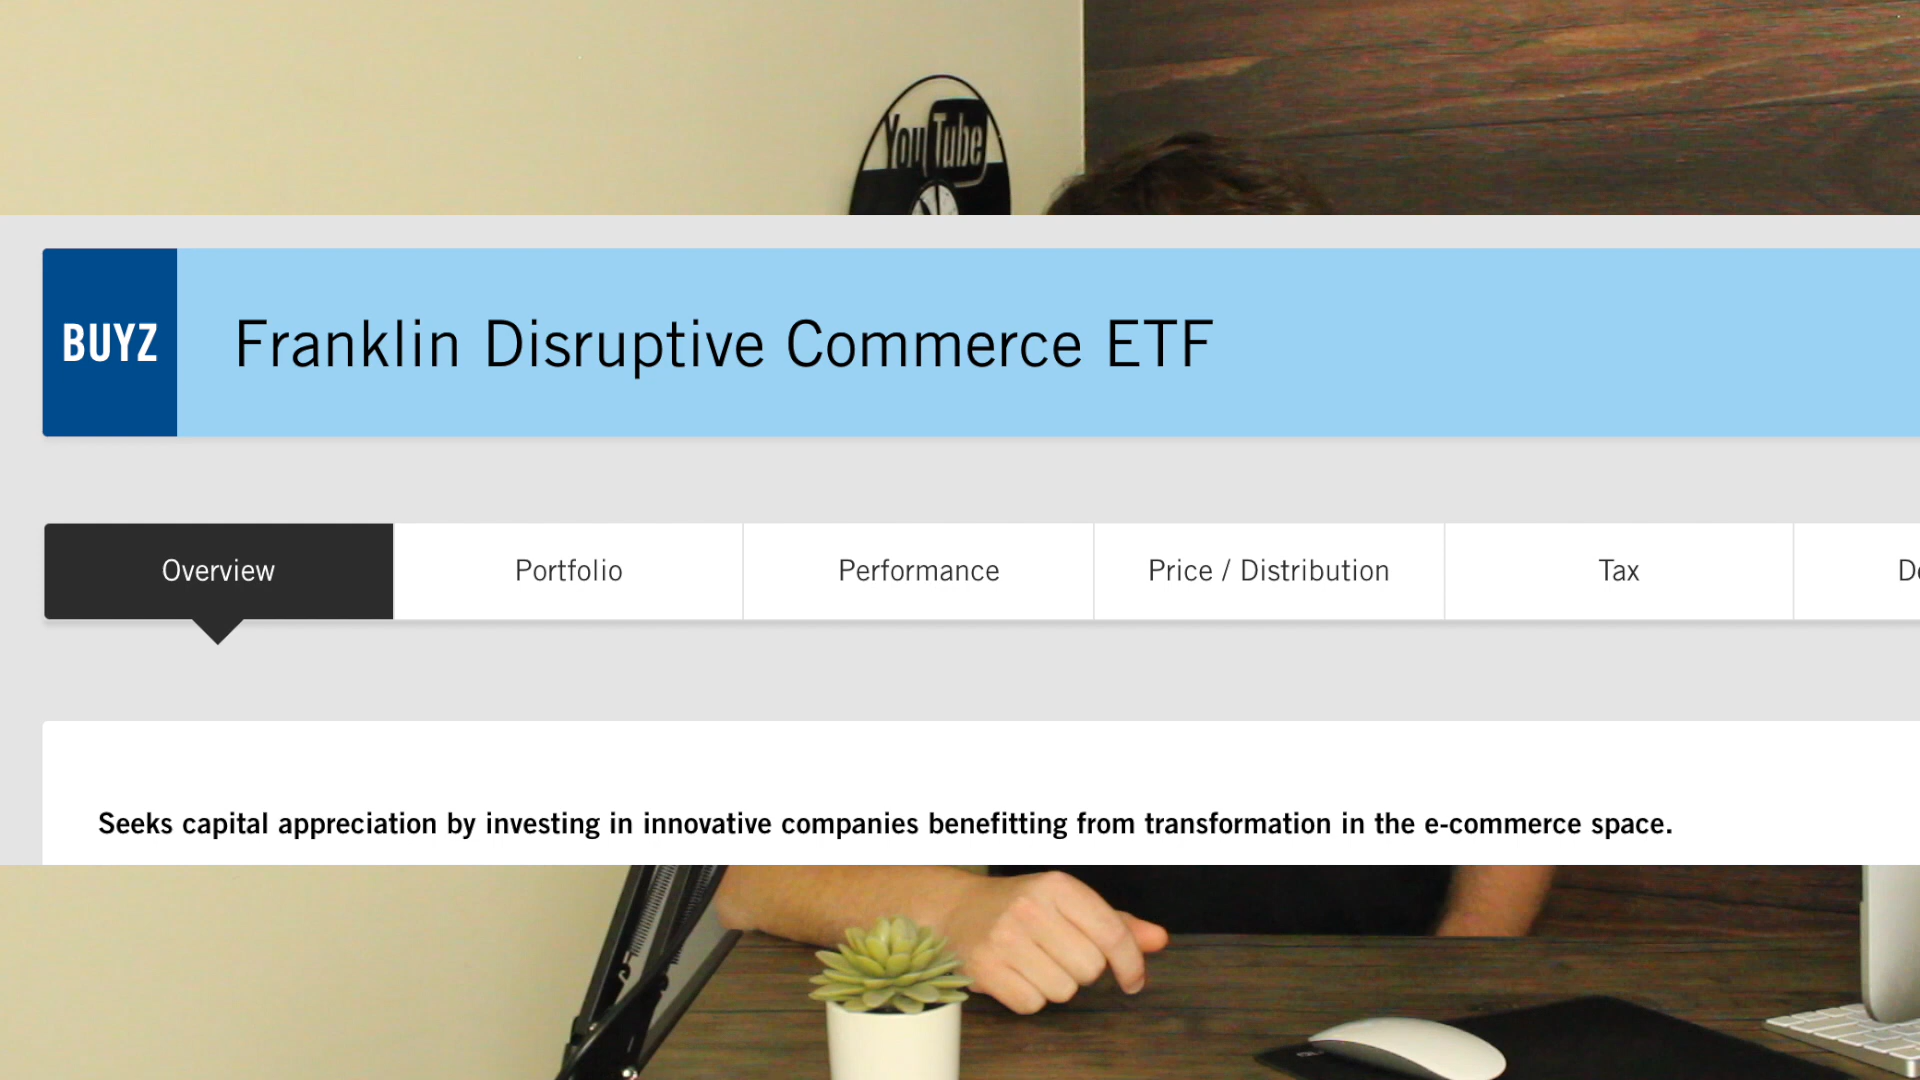 YouTube
BUYZ
Franklin Disruptive Commerce ETF
Overview
Portfolio
Performance
Price / Distribution
Tax
Seeks capital appreciation by investing in innovative companies benefitting from transformation in the e-commerce space.